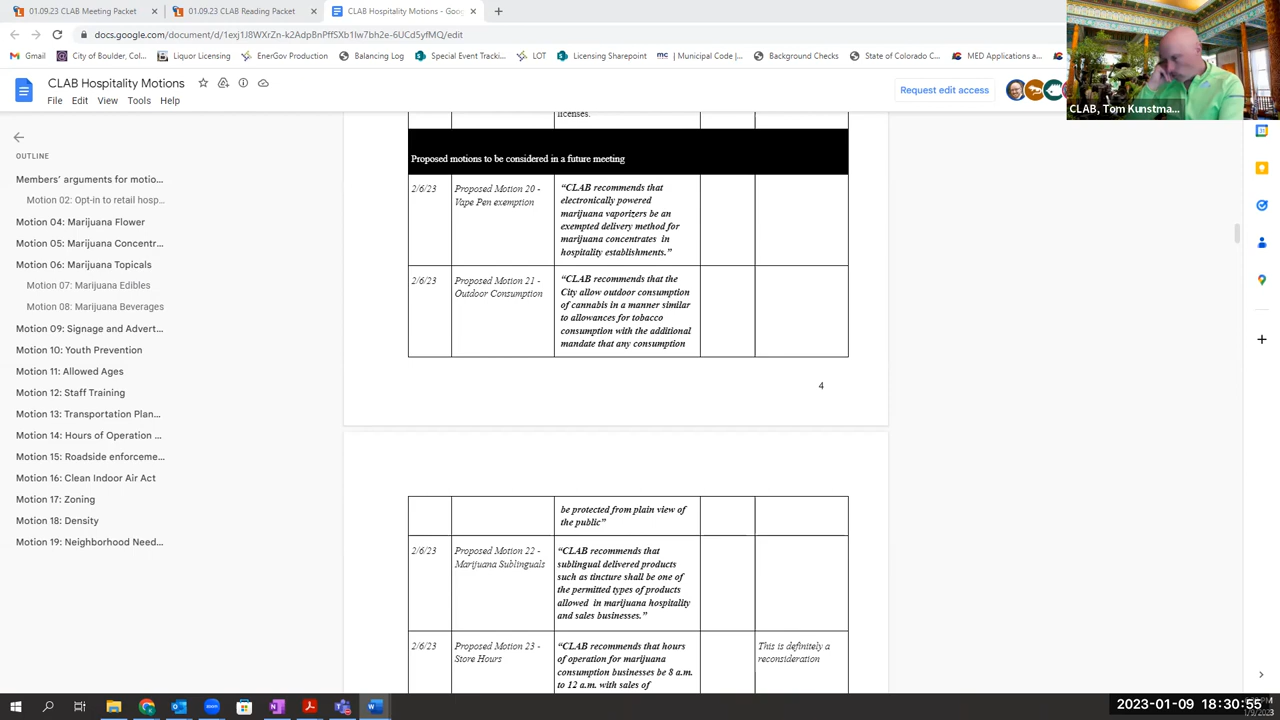 01.09.23 CLAB Meeting Packet
01.09.23 CLAB Reading Packet
CLAB Hospitality Motions - Goog
docs.google.com/document/d/1exj1J8WXrZn-k2AdpBnPffSXb1Iw7bh2e-6UCd5yfMQ/edit
Gmail
City of Boulder, Col...
Liquor Licensing
EnerGov Production
Balancing Log
Special Event Tracki...
LOT
Licensing Sharepoint
Municipal Code |...
Background Checks
State of Colorado C...
MED Applications a
CLAB, Tom Kunstma...
CLAB Hospitality Motions
File Edit View Tools Help
Request edit access
OUTLINE
Members' arguments for motio...
Motion 02: Opt-in to retail hosp...
Motion 04: Marijuana Flower
Motion 05: Marijuana Concentr...
Motion 06: Marijuana Topicals
Motion 07: Marijuana Edibles
Motion 08: Marijuana Beverages
Motion 09: Signage and Advert...
Motion 10: Youth Prevention
Motion 11: Allowed Ages
Motion 12: Staff Training
Motion 13: Transportation Plan...
Motion 14: Hours of Operation ...
Motion 15: Roadside enforceme...
Motion 16: Clean Indoor Air Act
Motion 17: Zoning
Motion 18: Density
Motion 19: Neighborhood Need...
licenses.
Proposed motions to be considered in a future meeting
2/6/23
Proposed Motion 20 -
Vape Pen exemption
“CLAB recommends that
electronically powered
marijuana vaporizers be an
exempted delivery method for
marijuana concentrates in
hospitality establishments.”
2/6/23
Proposed Motion 21 -
Outdoor Consumption
“CLAB recommends that the
City allow outdoor consumption
of cannabis in a manner similar
to allowances for tobacco
consumption with the additional
mandate that any consumption
4
be protected from plain view of
the public”
2/6/23
Proposed Motion 22 -
Marijuana Sublinguals
“CLAB recommends that
sublingual delivered products
such as tincture shall be one of
the permitted types of products
allowed in marijuana hospitality
and sales businesses.”
2/6/23
Proposed Motion 23 -
Store Hours
“CLAB recommends that hours
of operation for marijuana
consumption businesses be 8 a.m.
to 12 a.m. with sales of
This is definitely a
reconsideration
2023-01-09 18:30:55